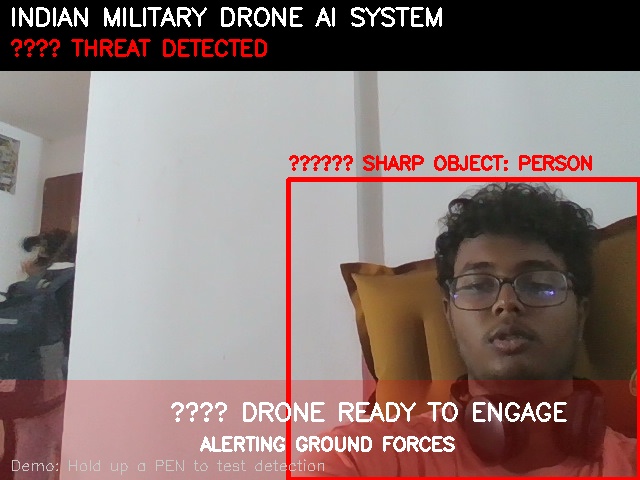 INDIAN MILITARY DRONE AI SYSTEM
???? THREAT DETECTED
?????? SHARP OBJECT: PERSON
???? DRONE READY TO ENGAGE
ALERTING GROUND FORCES
Demo: Hold up a PEN to test detection